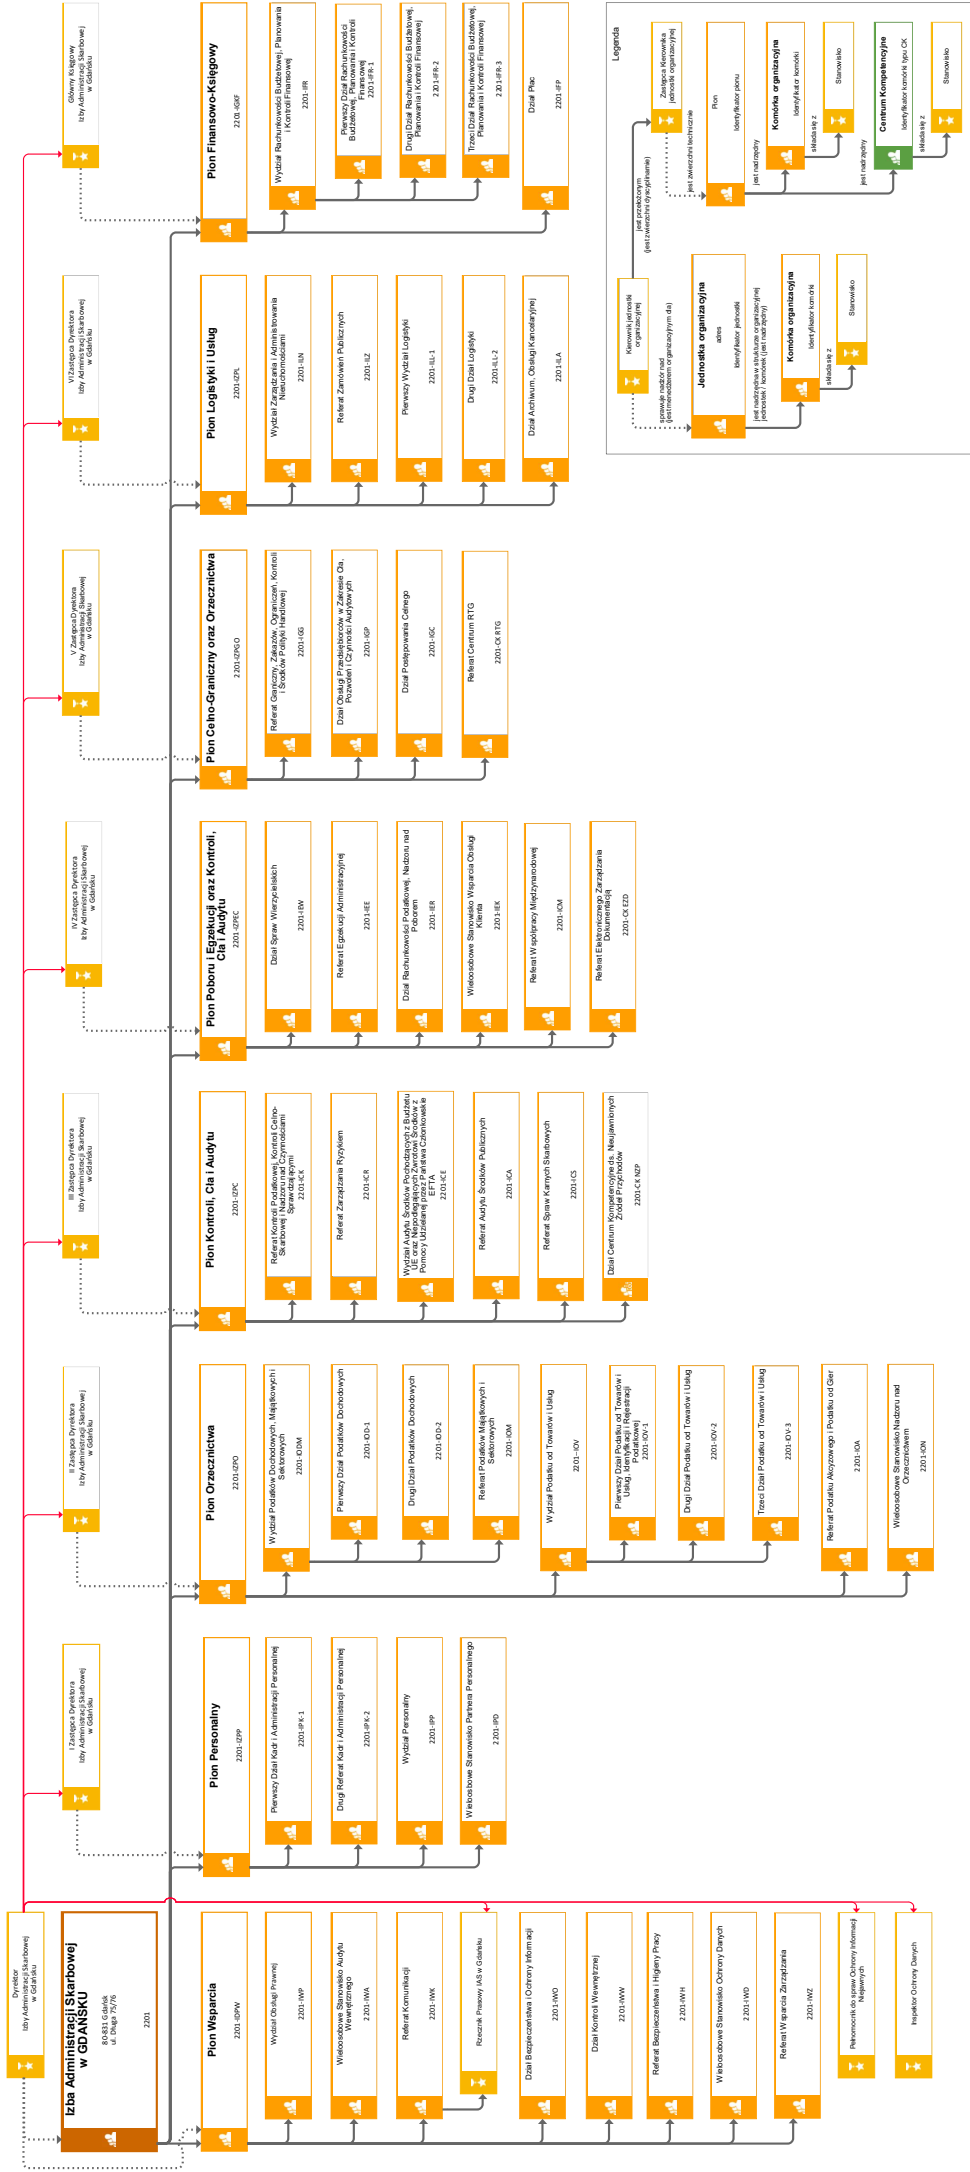 Dyrektor
Izby Administracji Skarbowej
w Gdańsku
Izba Administracji Skarbowej
w GDAŃSKU
80-831 Gdańsk
ul. Długa 75/76
2201
Pion Wsparcia
2201-IDPW
Wydział Obsługi Prawnej
2201-IWP
Wieloosobowe Stanowisko Audytu
Wewnętrznego
2201-IWA
Referat Komunikacji
2201-IWK
Rzecznik Prasowy IAS w Gdańsku
Dział Bezpieczeństwa i Ochrony Informacji
2201-IWO
Dział Kontroli Wewnętrznej
2201-IWW
Referat Bezpieczeństwa i Higieny Pracy
2201-IWH
Wieloosobowe Stanowisko Ochrony Danych
2201-IWD
Referat Wsparcia Zarządzania
2201-IWZ
Pełnomocnik do spraw Ochrony Informacji
Niejawnych
Inspektor Ochrony Danych
I Zastępca Dyrektora
Izby Administracji Skarbowej
w Gdańsku
Pion Personalny
2201-IZPP
Pierwszy Dział Kadr i Administracji Personalnej
2201-IPK-1
Drugi Referat Kadr i Administracji Personalnej
2201-IPK-2
Wydział Personalny
2201-IPP
Wieloosbowe Stanowisko Partnera Personalnego
2201-IPD
II Zastępca Dyrektora
Izby Administracji Skarbowej
w Gdańsku
Pion Orzecznictwa
2201-IZPO
Wydział Podatków Dochodowych, Majątkowych i
Sektorowych
2201-IODM
Pierwszy Dział Podatków Dochodowych
2201-IOD-1
Drugi Dział Podatków Dochodowych
2201-IOD-2
Referat Podatków Majątkowych i
Sektorowych
2201-IOM
Wydział Podatku od Towarów i Usług
2201-IOV
Pierwszy Dział Podatku od Towarów i
Usług, Identyfikacji i Rejestracji
Podatkowej
2201-IOV-1
Drugi Dział Podatku od Towarów i Usług
2201-IOV-2
Trzeci Dział Podatku od Towarów i Usług
2201-IOV-3
Referat Podatku Akcyzowego i Podatku od Gier
2201-IOA
Wieloosobowe Stanowisko Nadzoru nad
Orzecznictwem
2201-ION
III Zastępca Dyrektora
Izby Administracji Skarbowej
w Gdańsku
Pion Kontroli, Cła i Audytu
2201-IZPC
Referat Kontroli Podatkowej, Kontroli Celno-
Skarbowej i Nadzoru nad Czynnościami
Sprawdzającymi
2201-ICK
Referat Zarządzania Ryzykiem
2201-ICR
Wydział Audytu Środków Pochodzących z Budżetu
UE oraz Niepodlegających Zwrotowi Środków z
Pomocy Udzielanej przez Państwa Członkowskie
EFTA
2201-ICE
Referat Audytu Środków Publicznych
2201-ICA
Referat Spraw Karnych Skarbowych
2201-ICS
Dział Centrum Kompetencyjne ds. Nieujawnionych
Źródeł Przychodów
2201-CK NZP
IV Zastępca Dyrektora
Izby Administracji Skarbowej
w Gdańsku
Pion Poboru i Egzekucji oraz Kontroli,
Cła i Audytu
2201-IZPEC
Dział Spraw Wierzycielskich
2201-IEW
Referat Egzekucji Administracyjnej
2201-IEE
Dział Rachunkowości Podatkowej, Nadzoru nad
Poborem
2201-IER
Wieloosobowe Stanowisko Wsparcia Obsługi
Klienta
2201-IEK
Referat Współpracy Międzynarodowej
2201-ICM
Referat Elektronicznego Zarządzania
Dokumentacją
2201-CK EZD
V Zastępca Dyrektora
Izby Administracji Skarbowej
w Gdańsku
Pion Celno-Graniczny oraz Orzecznictwa
2201-IZPGO
Referat Graniczny, Zakazów, Ograniczeń, Kontroli
i Środków Polityki Handlowej
2201-IGG
Dział Obsługi Przedsiębiorców w Zakresie Cła,
Pozwoleń i Czynności Audytowych
2201-IGP
Dział Postępowania Celnego
2201-IGC
Referat Centrum RTG
2201-CK RTG
VI Zastępca Dyrektora
Izby Administracji Skarbowej
w Gdańsku
Pion Logistyki i Usług
2201-IZPL
Wydział Zarządzania i Administrowania
Nieruchomościami
2201-ILN
Referat Zamówień Publicznych
2201-ILZ
Pierwszy Wydział Logistyki
2201-ILL-1
Drugi Dział Logistyki
2201-ILL-2
Dział Archiwum, Obsługi Kancelaryjnej
2201-ILA
Główny Księgowy
Izby Administracji Skarbowej
w Gdańsku
Pion Finansowo-Księgowy
2201-IGKF
Wydział Rachunkowości Budżetowej, Planowania
i Kontroli Finansowej
2201-IFR
Pierwszy Dział Rachunkowości
Budżetowej, Planowania i Kontroli
Finansowej
2201-IFR-1
Drugi Dział Rachunkowości Budżetowej,
Planowania i Kontroli Finansowej
2201-IFR-2
Trzeci Dział Rachunkowości Budżetowej,
Planowania i Kontroli Finansowej
2201-IFR-3
Dział Płac
2201-IFP
Legenda
Kierownik jednostki
organizacyjnej
jest przełożonym
(jest zwierzchni dyscyplinarnie)
Zastępca Kierownika
jednostki organizacyjnej
sprawuje nadzór nad
(jest menedżerem organizacyjnym dla)
Jednostka organizacyjna
adres
Identyfikator jednostki
jest nadrzędna w strukturze organizacyjnej
jednostek / komórek (jest nadrzędny)
Komórka organizacyjna
Identyfikator komórki
składa się z
Stanowisko
jest zwierzchni technicznie
Pion
Identyfikator pionu
jest nadrzędny
Komórka organizacyjna
Identyfikator komórki
składa się z
Stanowisko
jest nadrzędny
Centrum Kompetencyjne
Identyfikator komórki typu CK
składa się z
Stanowisko